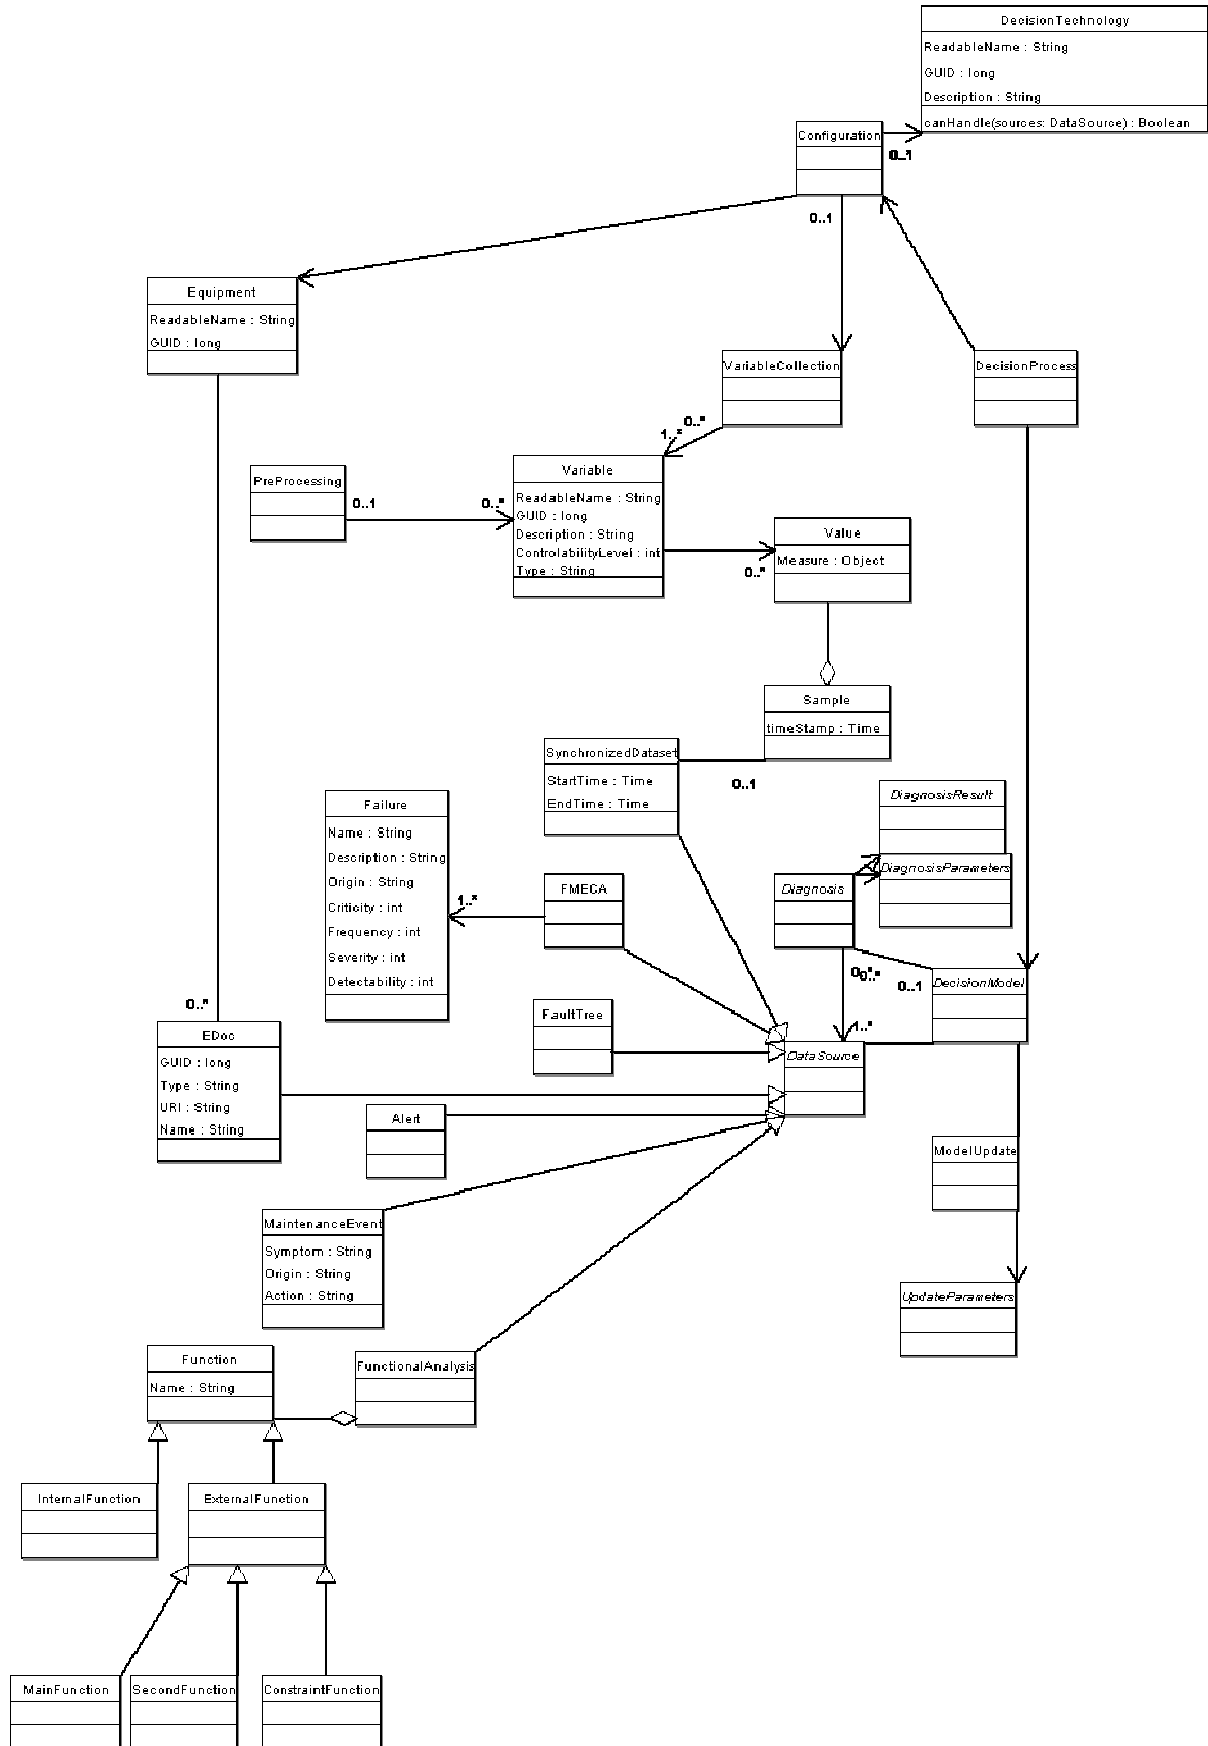 DecisionTechnology
ReadableName : String
GUID : long
Description : String
canHandle(sources: DataSource) : Boolean
Configuration
0..1
0..1
Equipment
ReadableName : String
GUID : long
VariableCollection
DecisionProcess
0..*
1..*
Variable
ReadableName : String
GUID : long
Description : String
ControlabilityLevel : int
Type : String
PreProcessing
0..1
0..*
Value
Measure : Object
0..*
Sample
timeStamp : Time
SynchronizedDataset
StartTime : Time
EndTime : Time
0..1
DiagnosisResult
DiagnosisParameters
Diagnosis
Failure
Name : String
Description : String
Origin : String
Criticity : int
Frequency : int
Severity : int
Detectability : int
FMECA
1..*
0..*
0..*
0..1
DecisionModel
0..*
EDoc
GUID : long
Type : String
URI : String
Name : String
FaultTree
1..*
DataSource
Alert
ModelUpdate
MaintenanceEvent
Symptom : String
Origin : String
Action : String
UpdateParameters
Function
Name : String
FunctionalAnalysis
InternalFunction
ExternalFunction
MainFunction
SecondFunction
ConstraintFunction